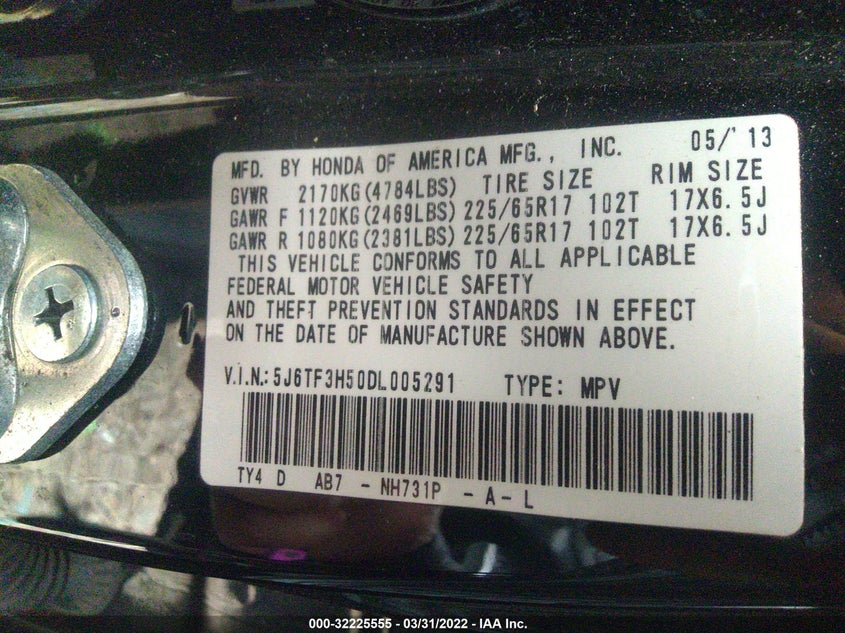 MFD. BY HONDA OF AMERICA MFG., INC. 05/'13
GVWR 2170KG(4784LBS) TIRE SIZE RIM SIZE
GAWR F 1120KG(2469LBS) 225/65R17 102T 17X6.5J
GAWR R 1080KG(2381LBS) 225/65R17 102T 17X6.5J
THIS VEHICLE CONFORMS TO ALL APPLICABLE
FEDERAL MOTOR VEHICLE SAFETY
AND THEFT PREVENTION STANDARDS IN EFFECT
ON THE DATE OF MANUFACTURE SHOWN ABOVE.
V.I.N.: 5J6TF3H50DL005291 TYPE: MPV
TY4 D AB7 - NH731P - A - L
000-32225555 - 03/31/2022 - IAA Inc.